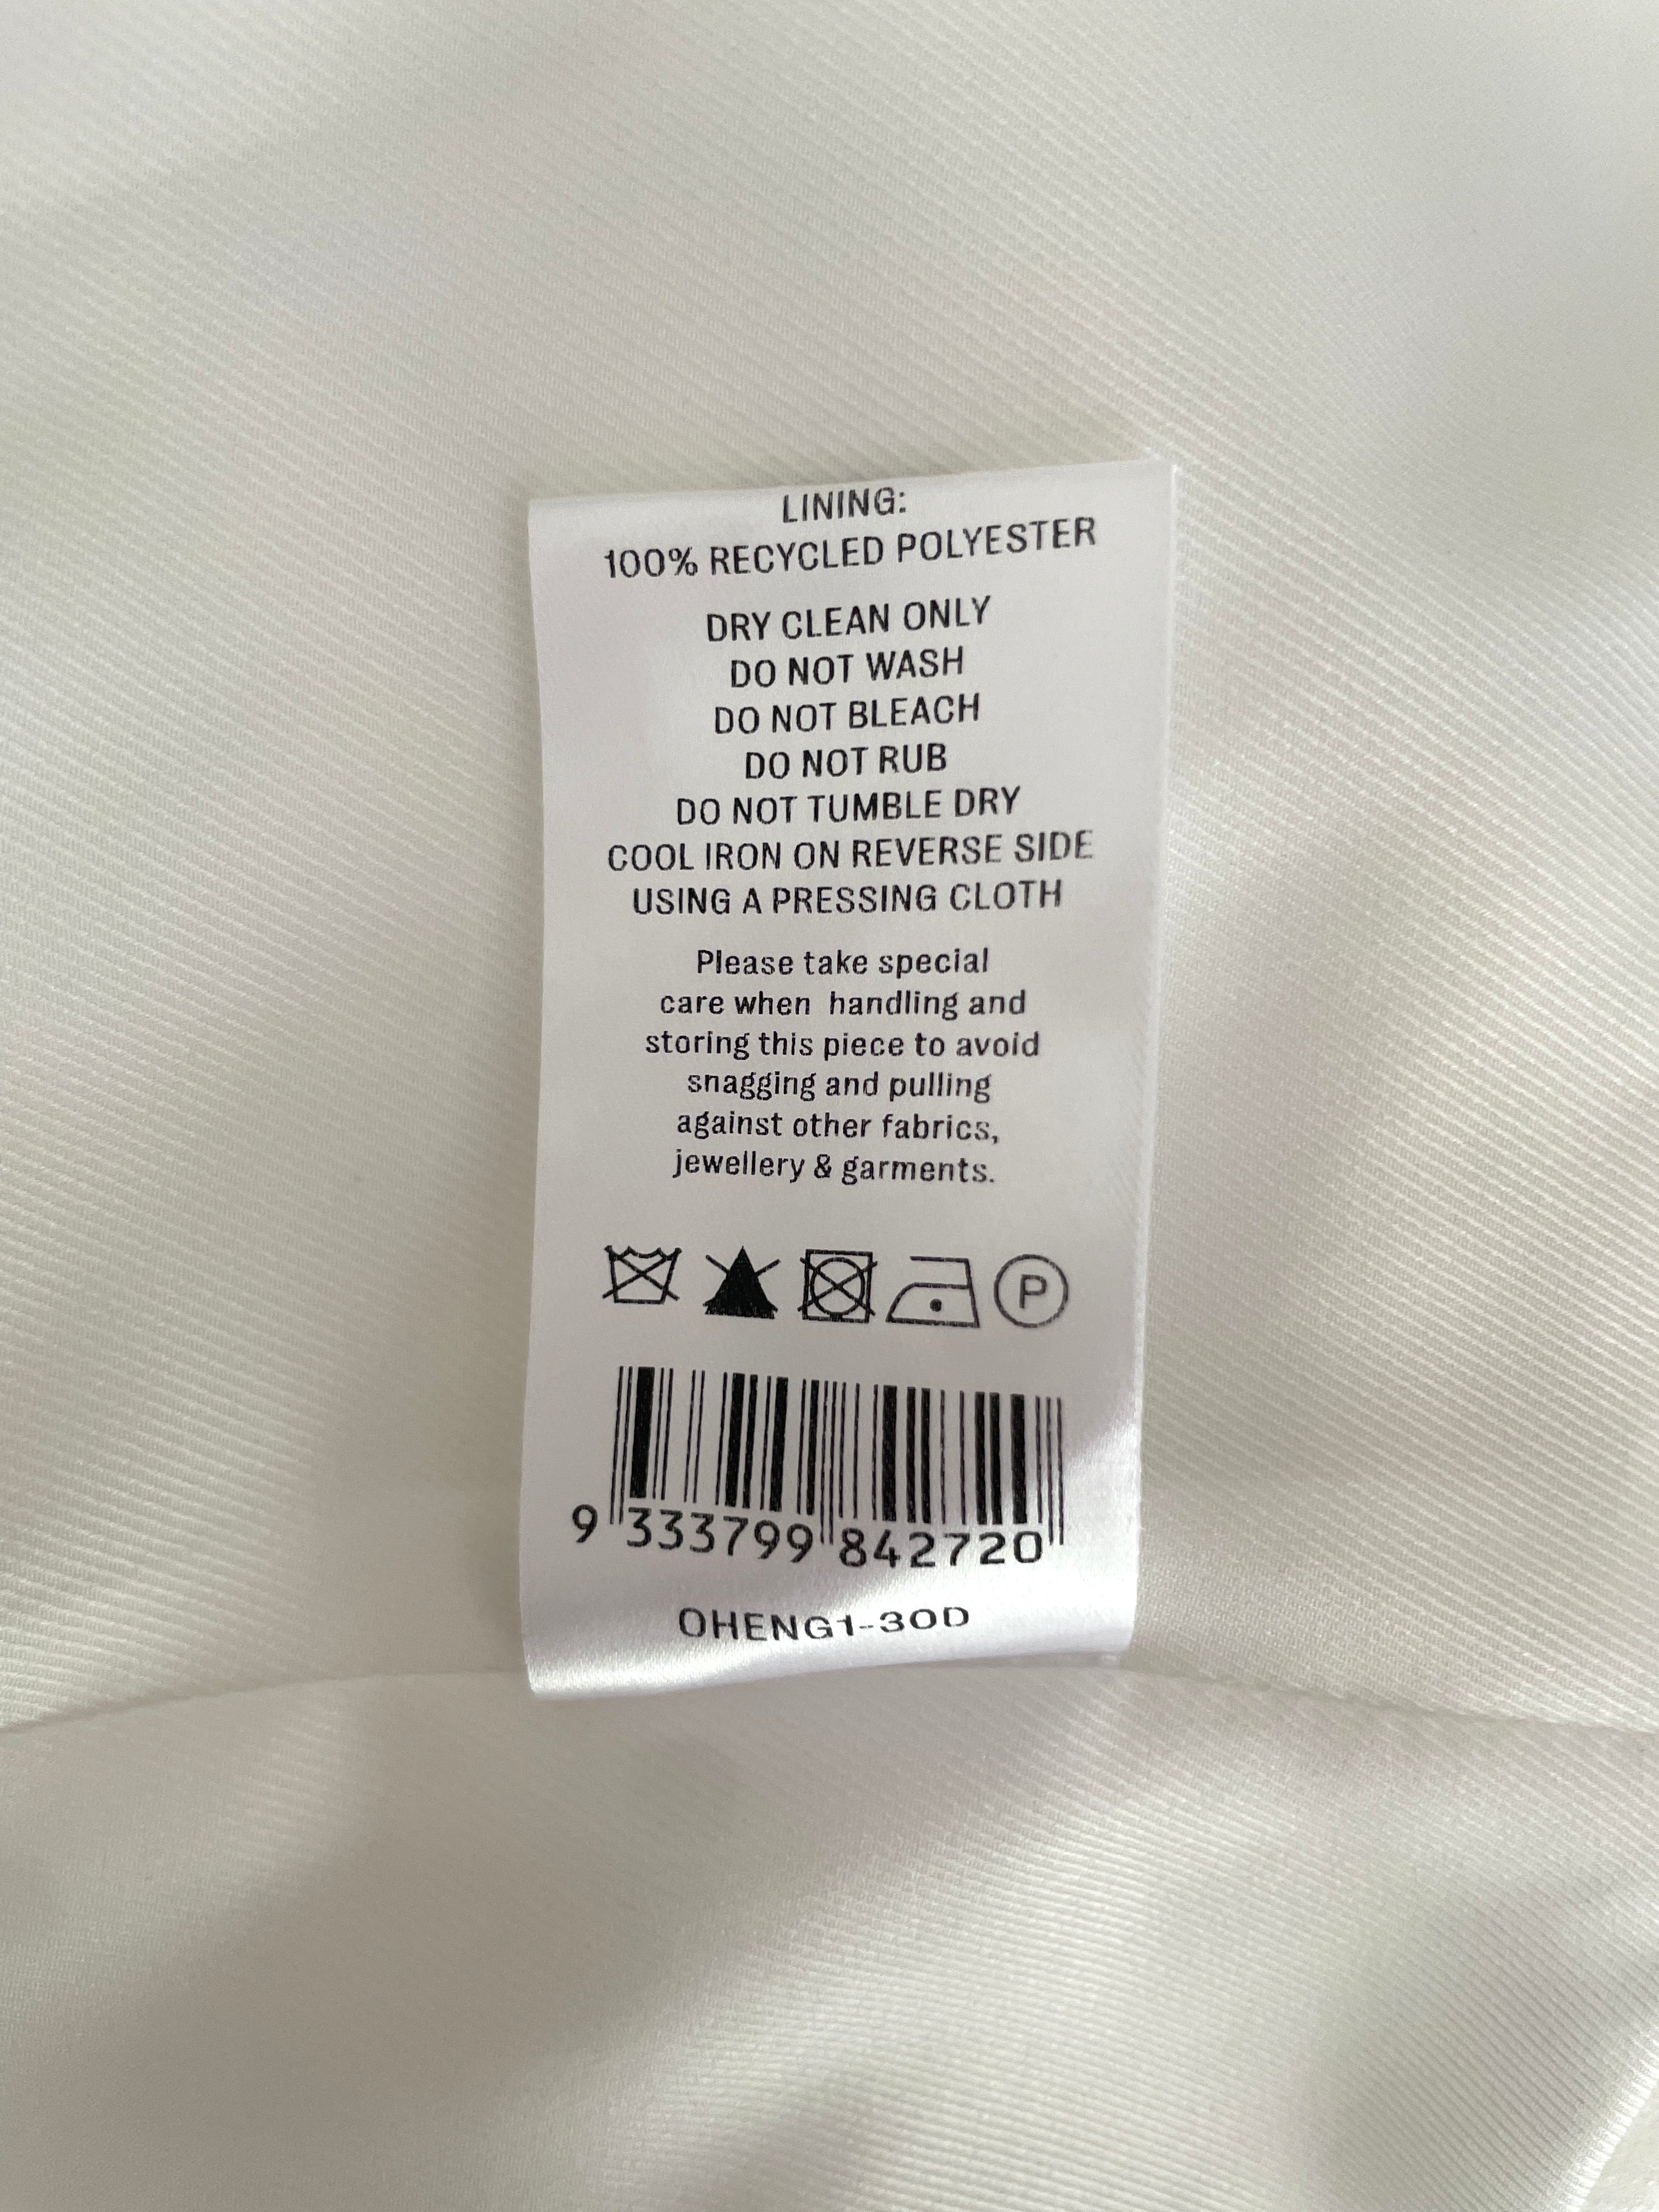 LINING:
100% RECYCLED POLYESTER
DRY CLEAN ONLY
DO NOT WASH
DO NOT BLEACH
DO NOT RUB
DO NOT TUMBLE DRY
COOL IRON ON REVERSE SIDE
USING A PRESSING CLOTH
Please take special
care when handling and
storing this piece to avoid
snagging and pulling
against other fabrics,
jewellery & garments.
P
9 333799 842720
OHENG1-30D